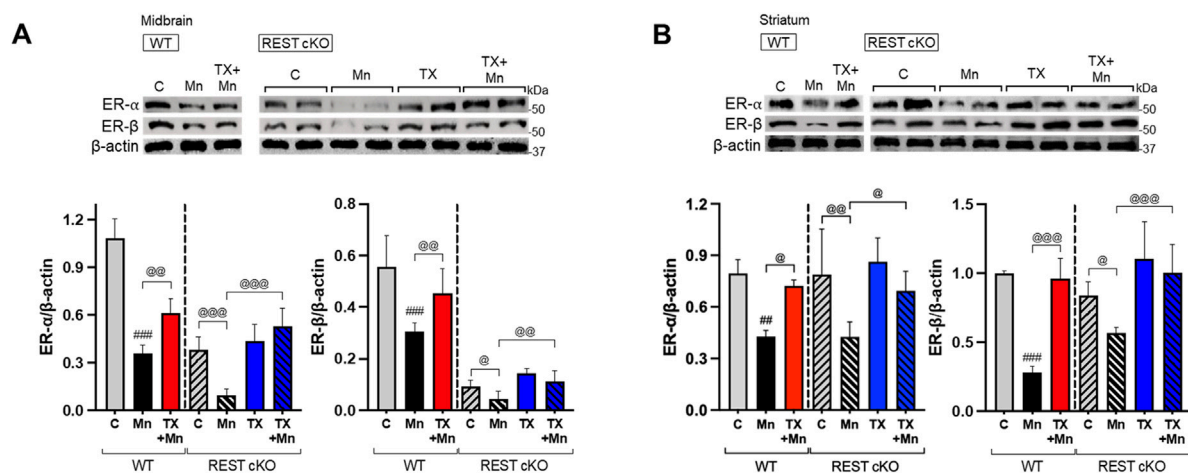 A
Midbrain
WT
REST cKO
C Mn TX+ Mn
C Mn TX TX+ Mn
kDa
ER-α -50
ER-β -50
β-actin -37
ER-α/β-actin
1.2
0.9
0.6
0.3
0.0
###
@@
@@@
@@@
C Mn TX +Mn C Mn TX TX +Mn
WT REST cKO
ER-β/β-actin
0.8
0.6
0.4
0.2
0.0
###
@@
@
@@
C Mn TX +Mn C Mn TX TX +Mn
WT REST cKO
B
Striatum
WT
REST cKO
C Mn TX+ Mn
C Mn TX TX+ Mn
kDa
ER-α -50
ER-β -50
β-actin -37
ER-α/β-actin
1.2
0.9
0.6
0.3
0.0
##
@
@@
@
C Mn TX +Mn C Mn TX TX +Mn
WT REST cKO
ER-β/β-actin
1.5
1.0
0.5
0.0
###
@@@
@
@@@
C Mn TX +Mn C Mn TX TX +Mn
WT REST cKO